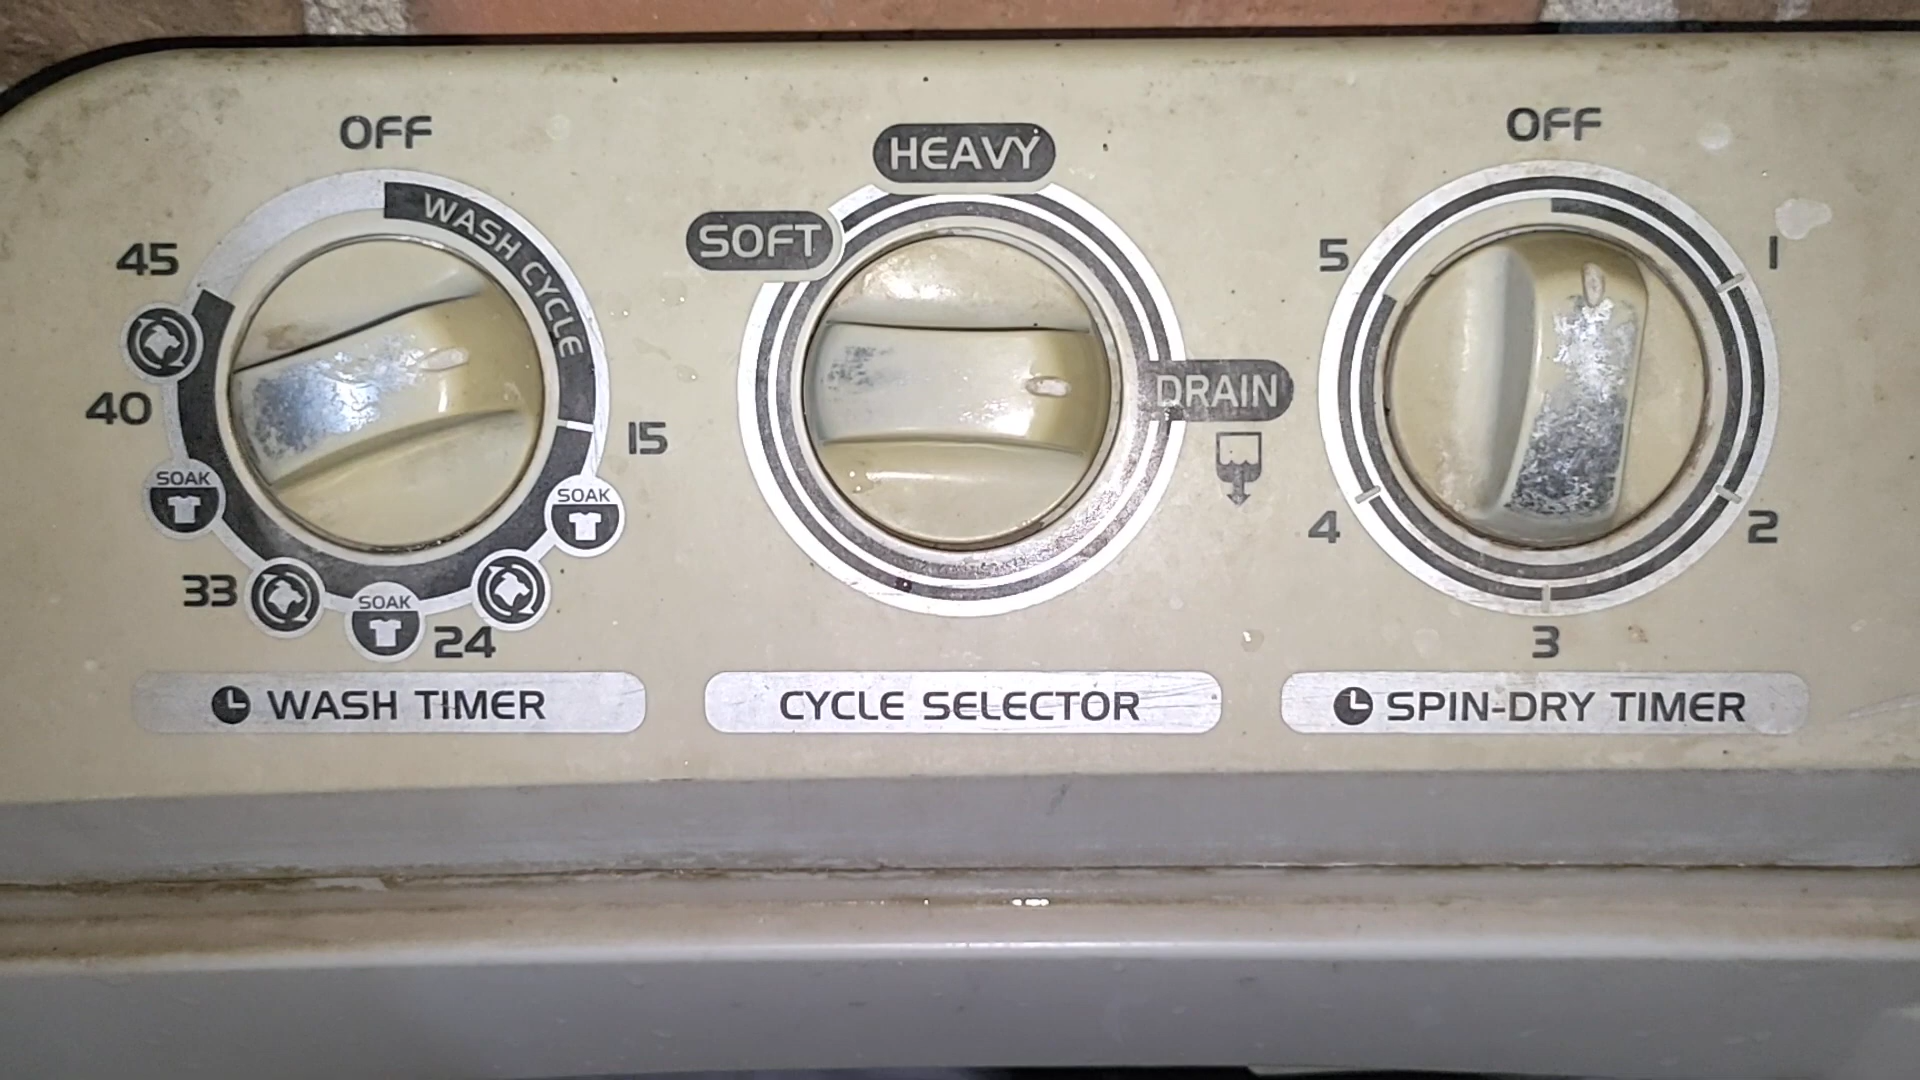 OFF
WASH CYCLE
45
40
15
SOAK
SOAK
33
SOAK
24
WASH TIMER
HEAVY
SOFT
DRAIN
CYCLE SELECTOR
OFF
5
1
4
2
3
SPIN-DRY TIMER